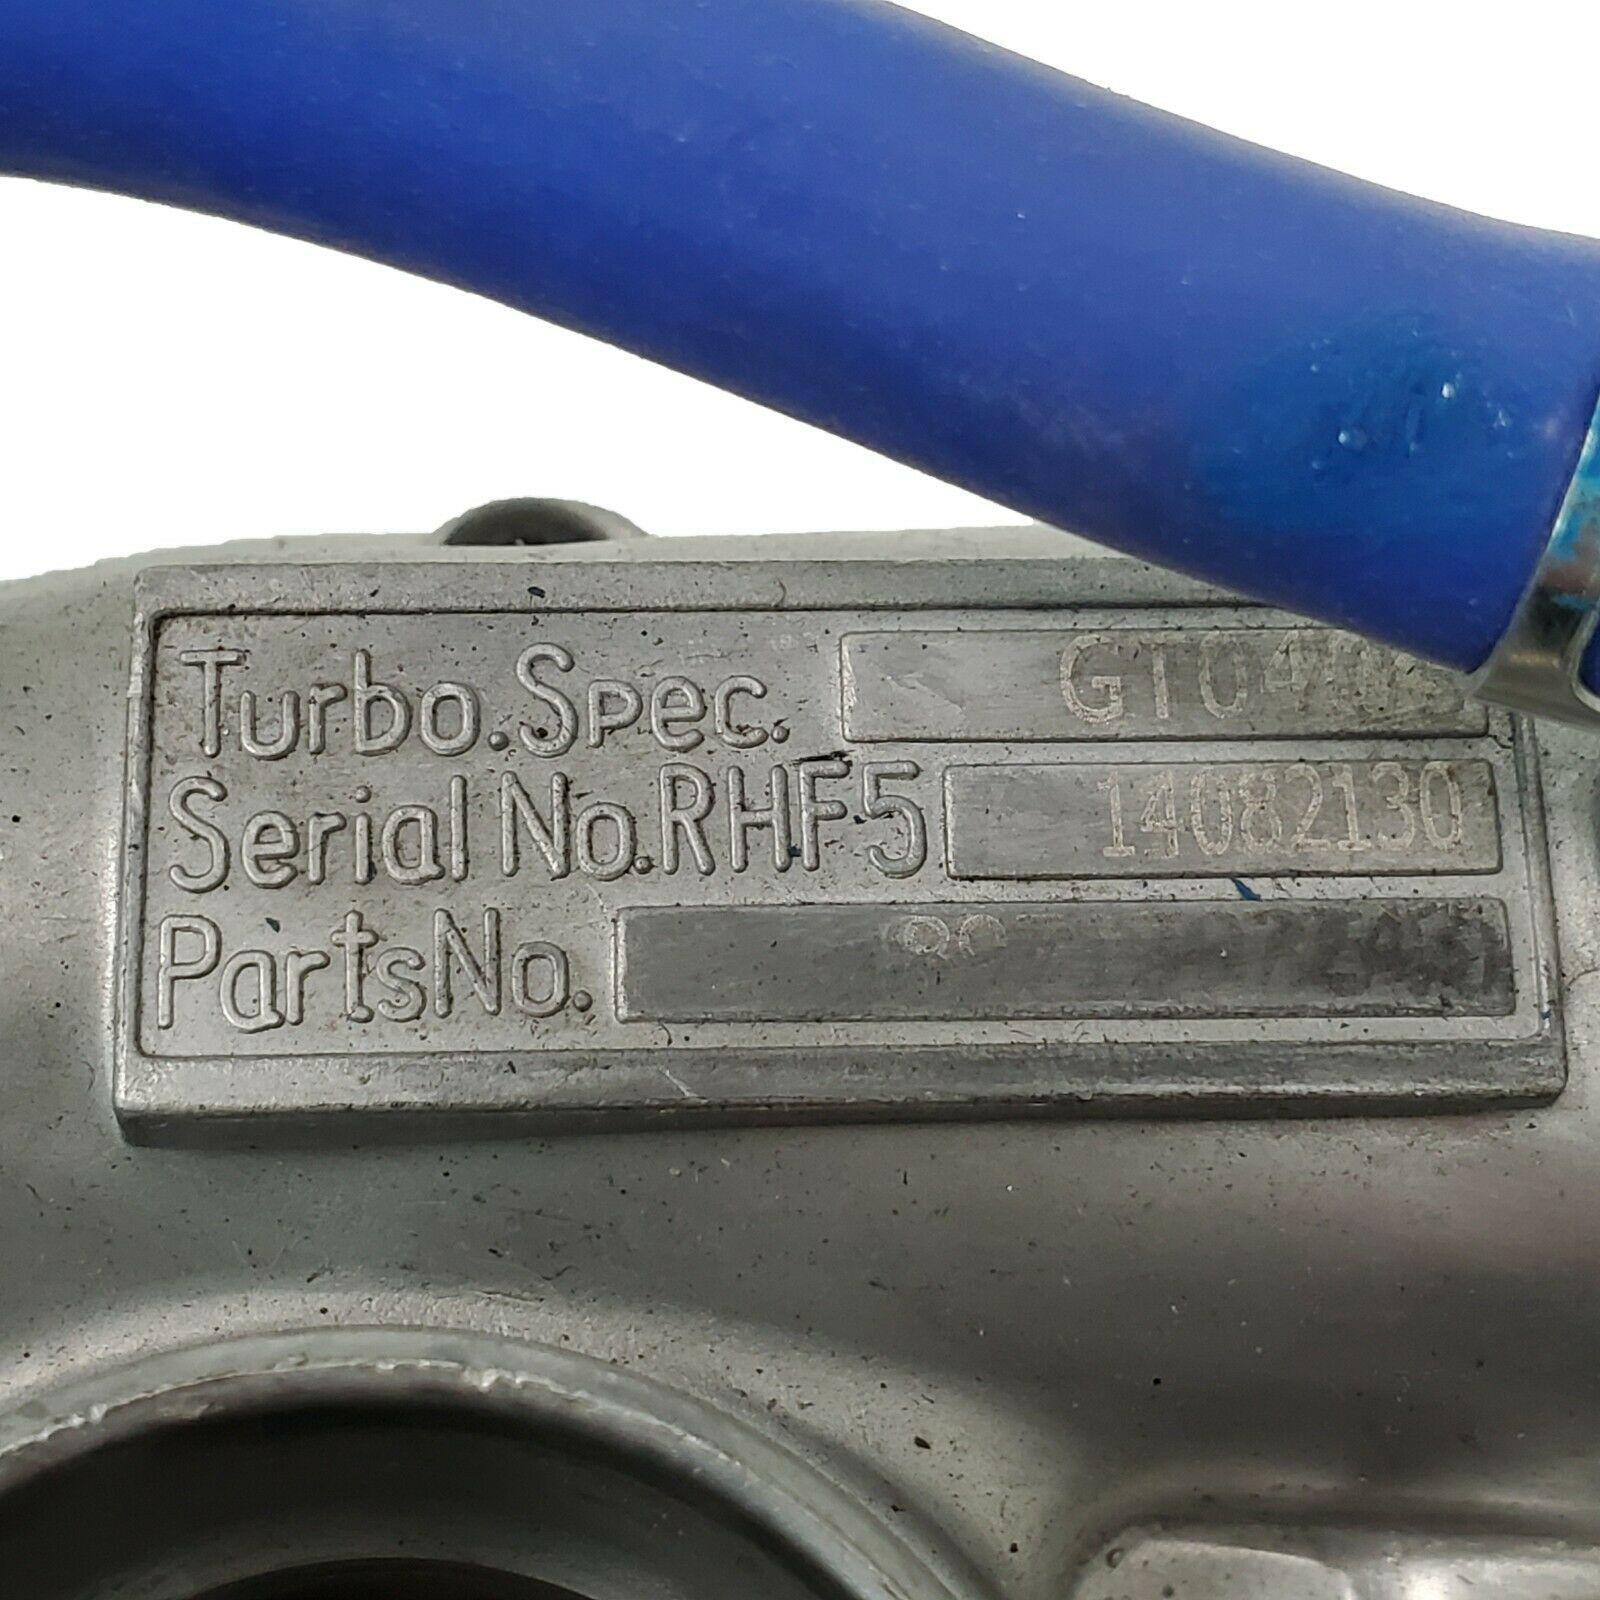 Turbo.Spec.
Serial No.RHF5 14082130
PartsNo.